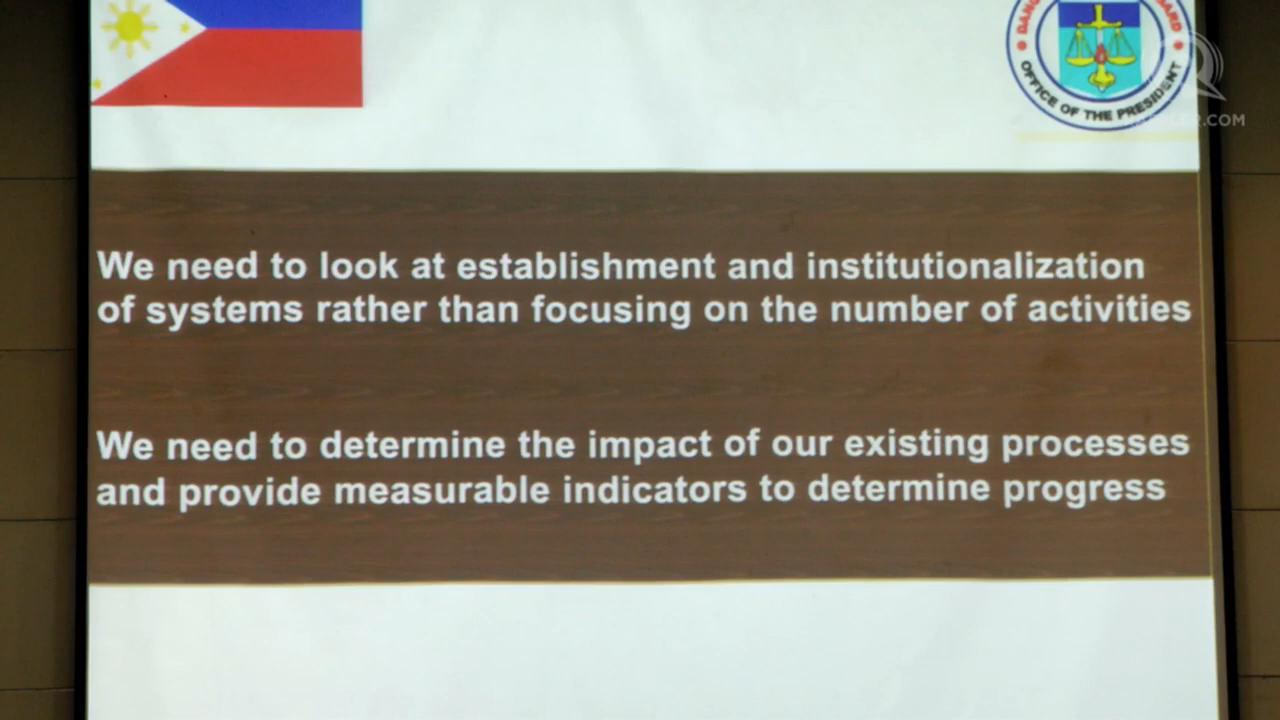 OFFICE OF THE PRESIDENT
We need to look at establishment and institutionalization
of systems rather than focusing on the number of activities
We need to determine the impact of our existing processes
and provide measurable indicators to determine progress